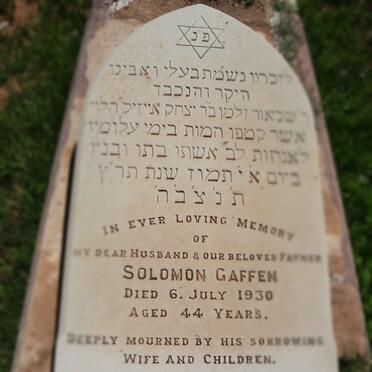 פ נ
לזכרון נשמת בעלי ואבינו
היקר והנכבד
ר׳ שניאור זלמן בר יצחק אייזיק הלוי
אשר קטפו המות בימי עלומיו
לאנחות לב אשתו בתו ובניו
ביום א׳ י תמוז שנת תר״ץ
ת נ צ ב ה
IN EVER LOVING MEMORY
OF
MY DEAR HUSBAND & OUR BELOVED FATHER
SOLOMON GAFFEN
DIED 6. JULY 1930
AGED 44 YEARS.
DEEPLY MOURNED BY HIS SORROWING
WIFE AND CHILDREN.